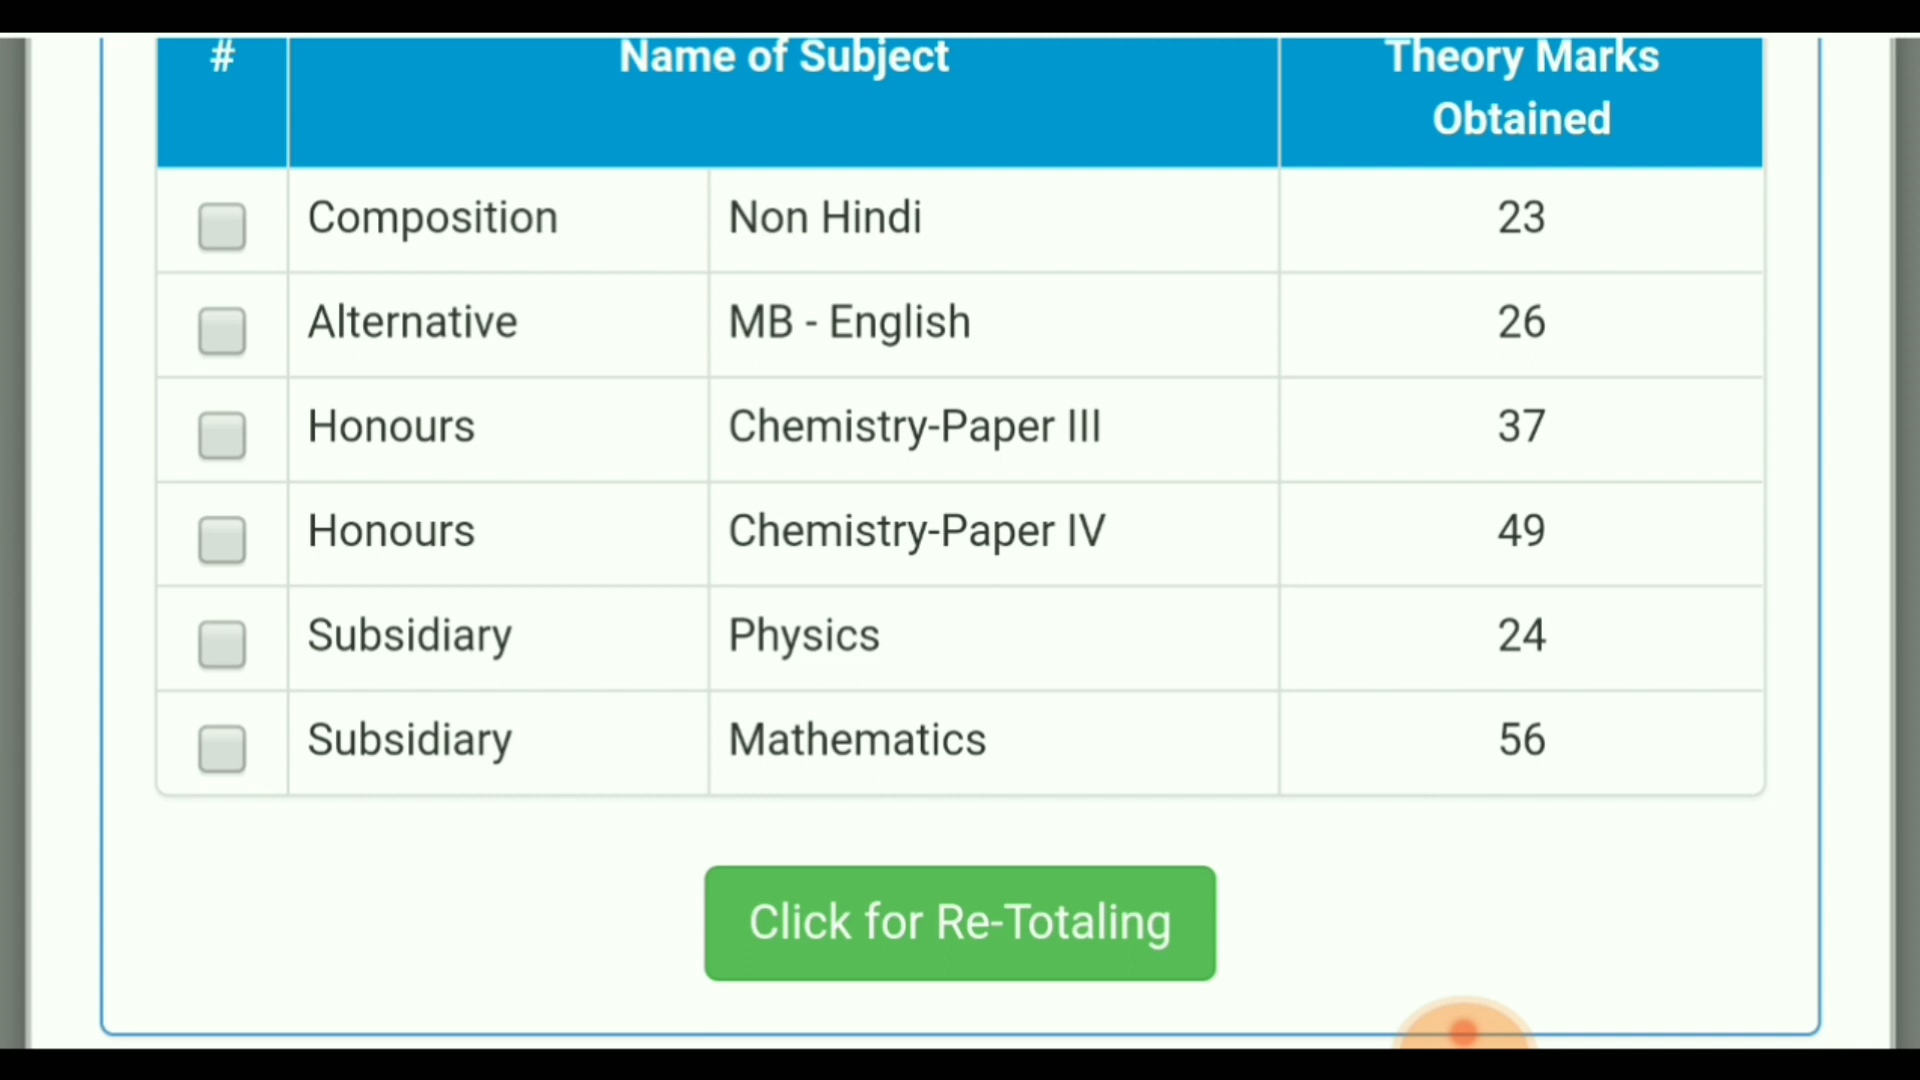 # Name of Subject Theory Marks
Obtained
Composition Non Hindi 23
Alternative MB - English 26
Honours Chemistry-Paper III 37
Honours Chemistry-Paper IV 49
Subsidiary Physics 24
Subsidiary Mathematics 56
Click for Re-Totaling